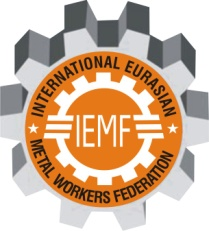 INTERNATIONAL EURASIAN
IEMF
METAL WORKERS FEDERATION